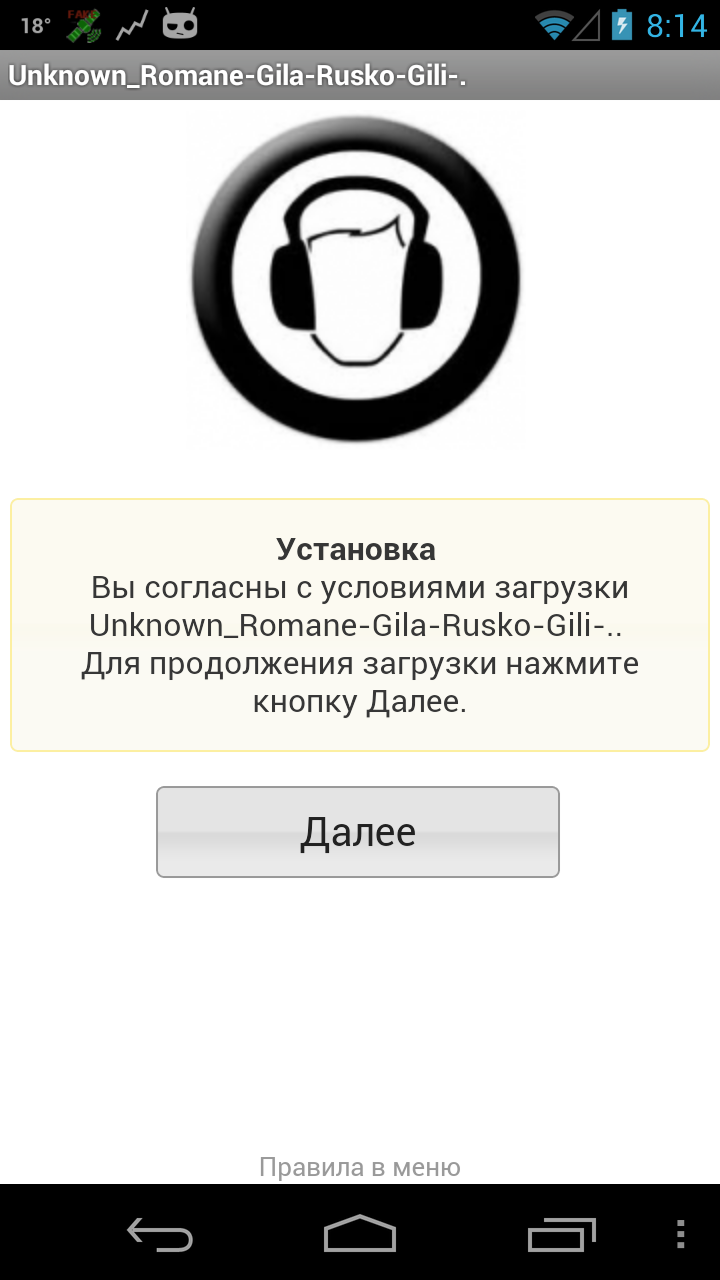 18°
FAKE
8:14
Unknown_Romane-Gila-Rusko-Gili-.
Установка
Вы согласны с условиями загрузки
Unknown_Romane-Gila-Rusko-Gili-..
Для продолжения загрузки нажмите
кнопку Далее.
Далее
Правила в меню